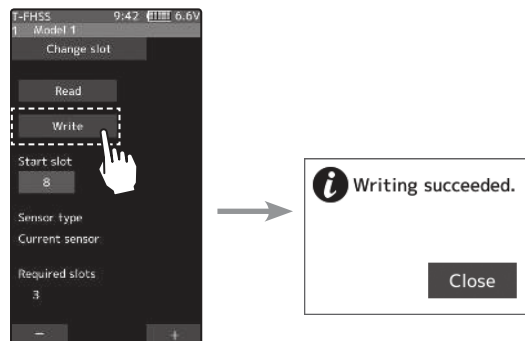 T-FHSS 9:42 6.6V
1 Model 1
Change slot
Read
Write
Start slot
8
Sensor type
Current sensor
Required slots
3
- +
i Writing succeeded.
Close